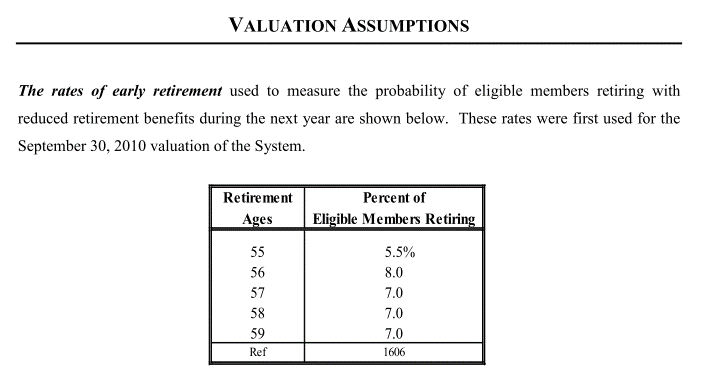 VALUATION ASSUMPTIONS
The rates of early retirement used to measure the probability of eligible members retiring with
reduced retirement benefits during the next year are shown below. These rates were first used for the
September 30, 2010 valuation of the System.
Retirement Percent of
Ages Eligible Members Retiring
55 5.5%
56 8.0
57 7.0
58 7.0
59 7.0
Ref 1606